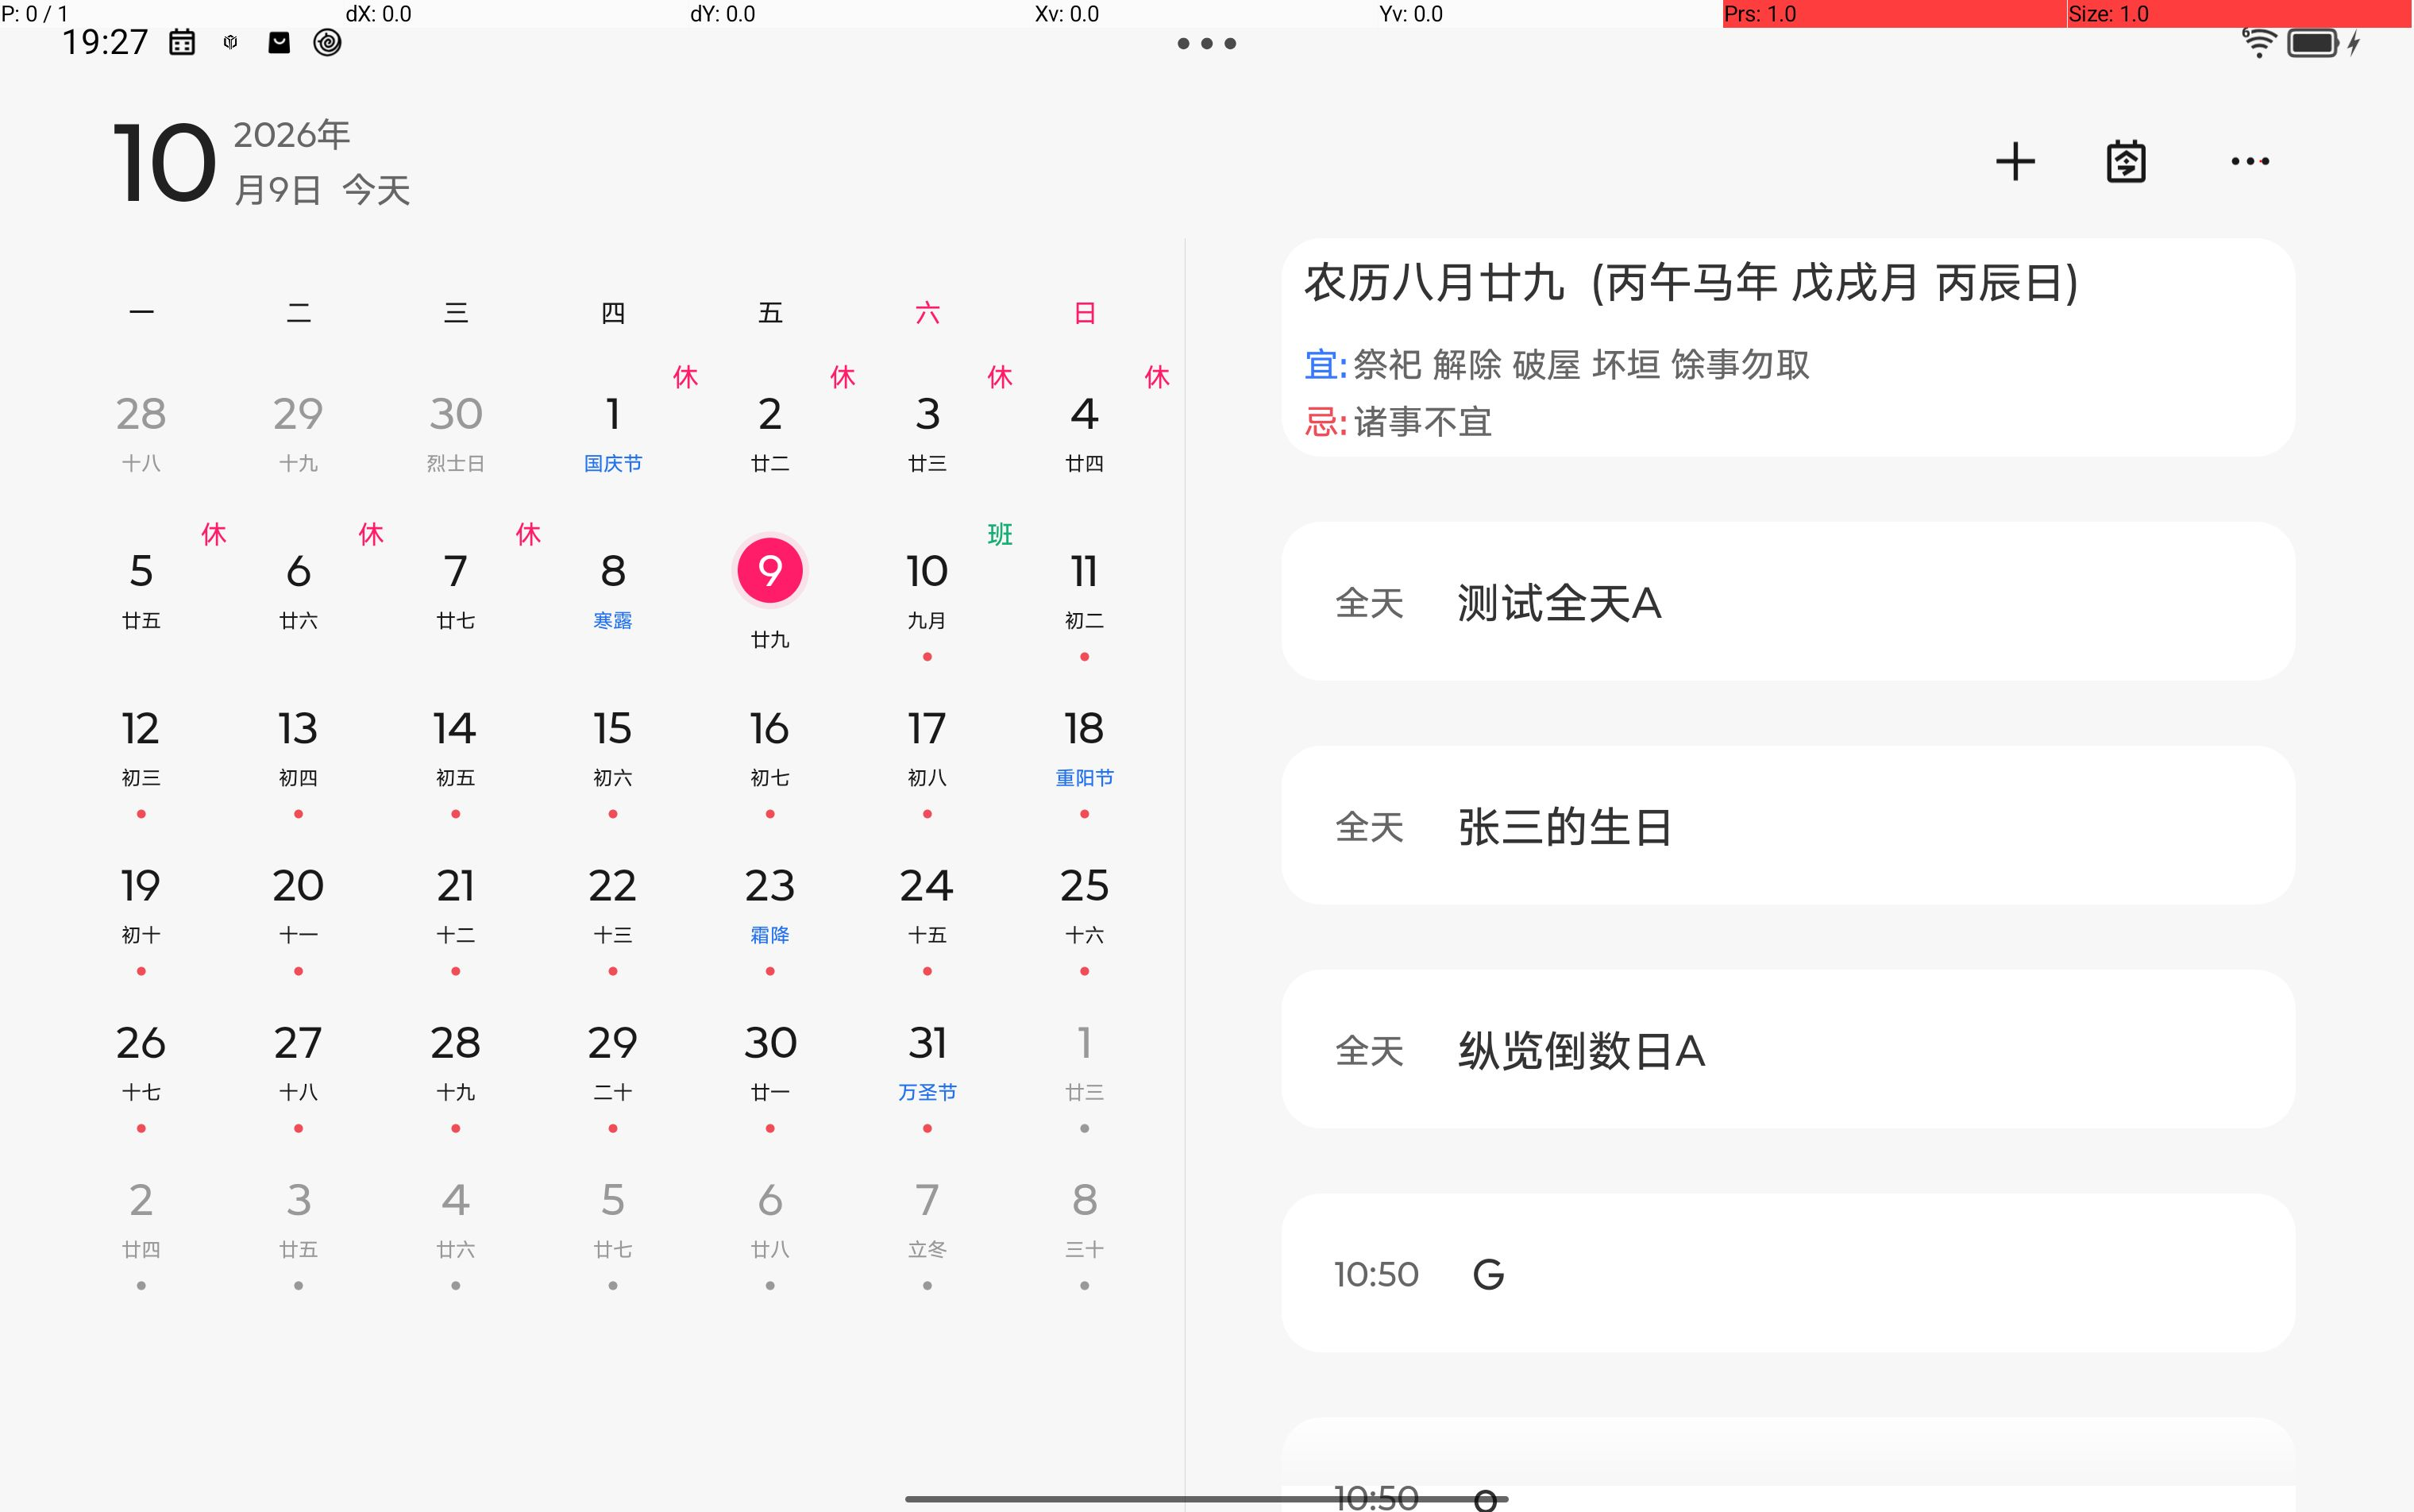 P: 0 / 1 dX: 0.0 dY: 0.0 Xv: 0.0 Yv: 0.0 Prs: 1.0 Size: 1.0
19:27
10
2026年
月9日 今天
一 二 三 四 五 六 日
休 休 休 休
28 29 30 1 2 3 4
十八 十九 烈士日 国庆节 廿二 廿三 廿四
休 休 休 班
5 6 7 8 9 10 11
廿五 廿六 廿七 寒露 廿九 九月 初二
12 13 14 15 16 17 18
初三 初四 初五 初六 初七 初八 重阳节
19 20 21 22 23 24 25
初十 十一 十二 十三 霜降 十五 十六
26 27 28 29 30 31 1
十七 十八 十九 二十 廿一 万圣节 廿三
2 3 4 5 6 7 8
廿四 廿五 廿六 廿七 廿八 立冬 三十
今
农历八月廿九 (丙午马年 戊戌月 丙辰日)
宜: 祭祀 解除 破屋 坏垣 馀事勿取
忌: 诸事不宜
全天 测试全天A
全天 张三的生日
全天 纵览倒数日A
10:50 G
10:50